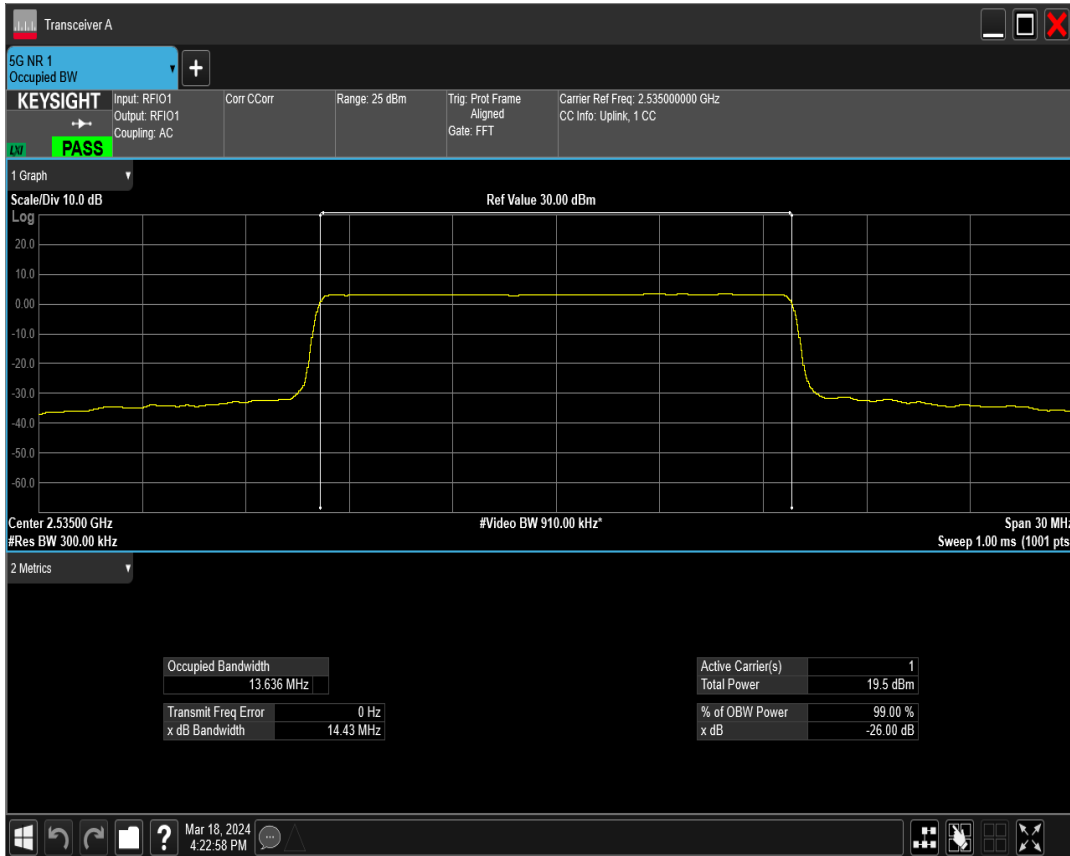 Transceiver A
5G NR 1
Occupied BW
KEYSIGHT
LXI
PASS
Input: RFIO1
Output: RFIO1
Coupling: AC
Corr CCorr
Range: 25 dBm
Trig: Prot Frame
Aligned
Gate: FFT
Carrier Ref Freq: 2.535000000 GHz
CC Info: Uplink, 1 CC
1 Graph
Scale/Div 10.0 dB
Ref Value 30.00 dBm
Log
20.0
10.0
0.00
-10.0
-20.0
-30.0
-40.0
-50.0
-60.0
Center 2.53500 GHz
#Video BW 910.00 kHz*
Span 30 MHz
#Res BW 300.00 kHz
Sweep 1.00 ms (1001 pts
2 Metrics
Occupied Bandwidth
13.636 MHz
Transmit Freq Error 0 Hz
x dB Bandwidth 14.43 MHz
Active Carrier(s) 1
Total Power 19.5 dBm
% of OBW Power 99.00 %
x dB -26.00 dB
?
Mar 18, 2024
4:22:58 PM